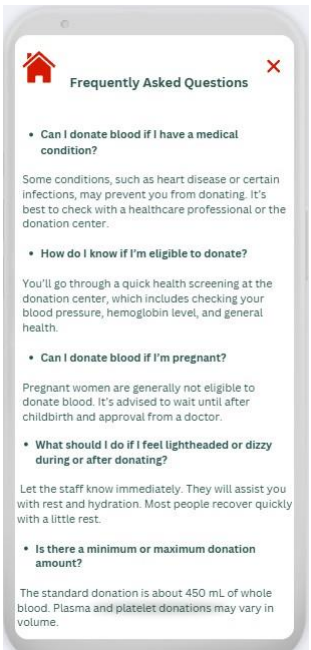 Frequently Asked Questions
• Can I donate blood if I have a medical
condition?
Some conditions, such as heart disease or certain
infections, may prevent you from donating. It's
best to check with a healthcare professional or the
donation center.
• How do I know if I'm eligible to donate?
You'll go through a quick health screening at the
donation center, which includes checking your
blood pressure, hemoglobin level, and general
health.
• Can I donate blood if I'm pregnant?
Pregnant women are generally not eligible to
donate blood. It's advised to wait until after
childbirth and approval from a doctor.
• What should I do if I feel lightheaded or dizzy
during or after donating?
Let the staff know immediately. They will assist you
with rest and hydration. Most people recover quickly
with a little rest.
• Is there a minimum or maximum donation
amount?
The standard donation is about 450 mL of whole
blood. Plasma and platelet donations may vary in
volume.